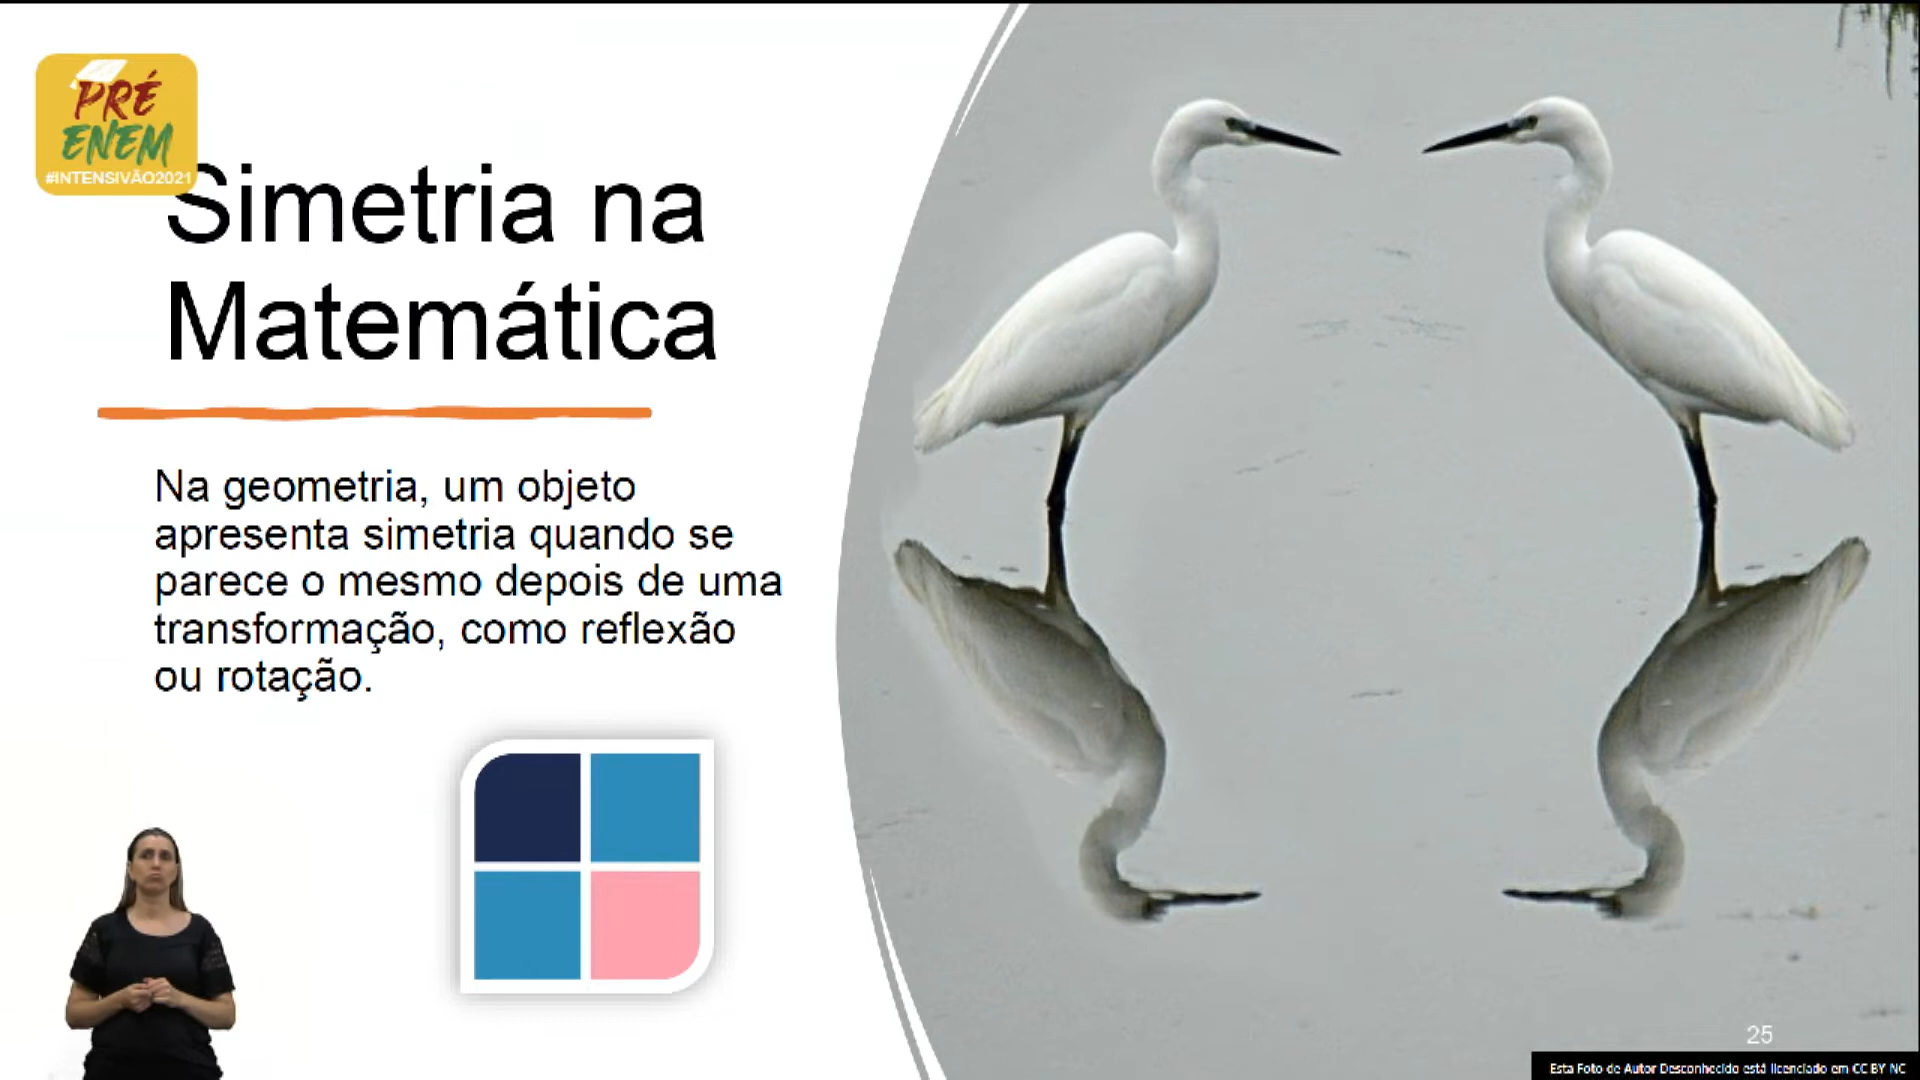 PRÉ
ENEM
#INTENSIVÃO2021
Simetria na
Matemática
Na geometria, um objeto
apresenta simetria quando se
parece o mesmo depois de uma
transformação, como reflexão
ou rotação.
25
Esta Foto de Autor Desconhecido está licenciado em CC BY NC